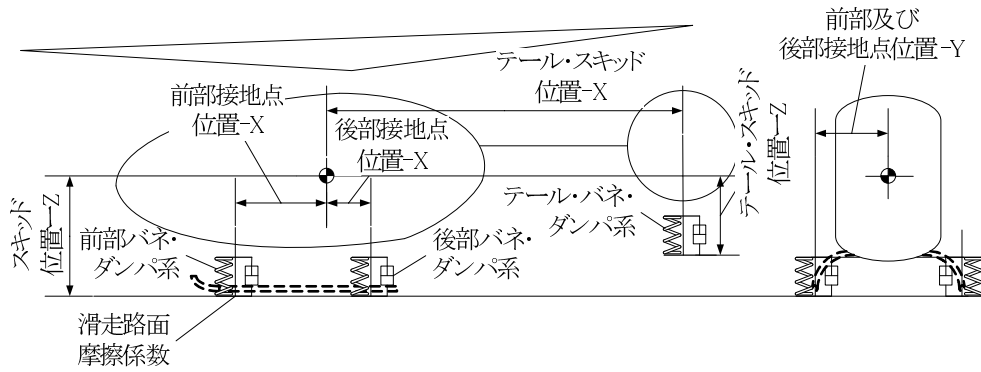 前部及び
後部接地点位置-Y
テール・スキッド
位置-X
前部接地点
位置-X
後部接地点
位置-X
テール・スキッド
位置-Z
テール・バネ・
ダンパ系
スキッド
位置-Z
前部バネ・
ダンパ系
後部バネ・
ダンパ系
滑走路面
摩擦係数